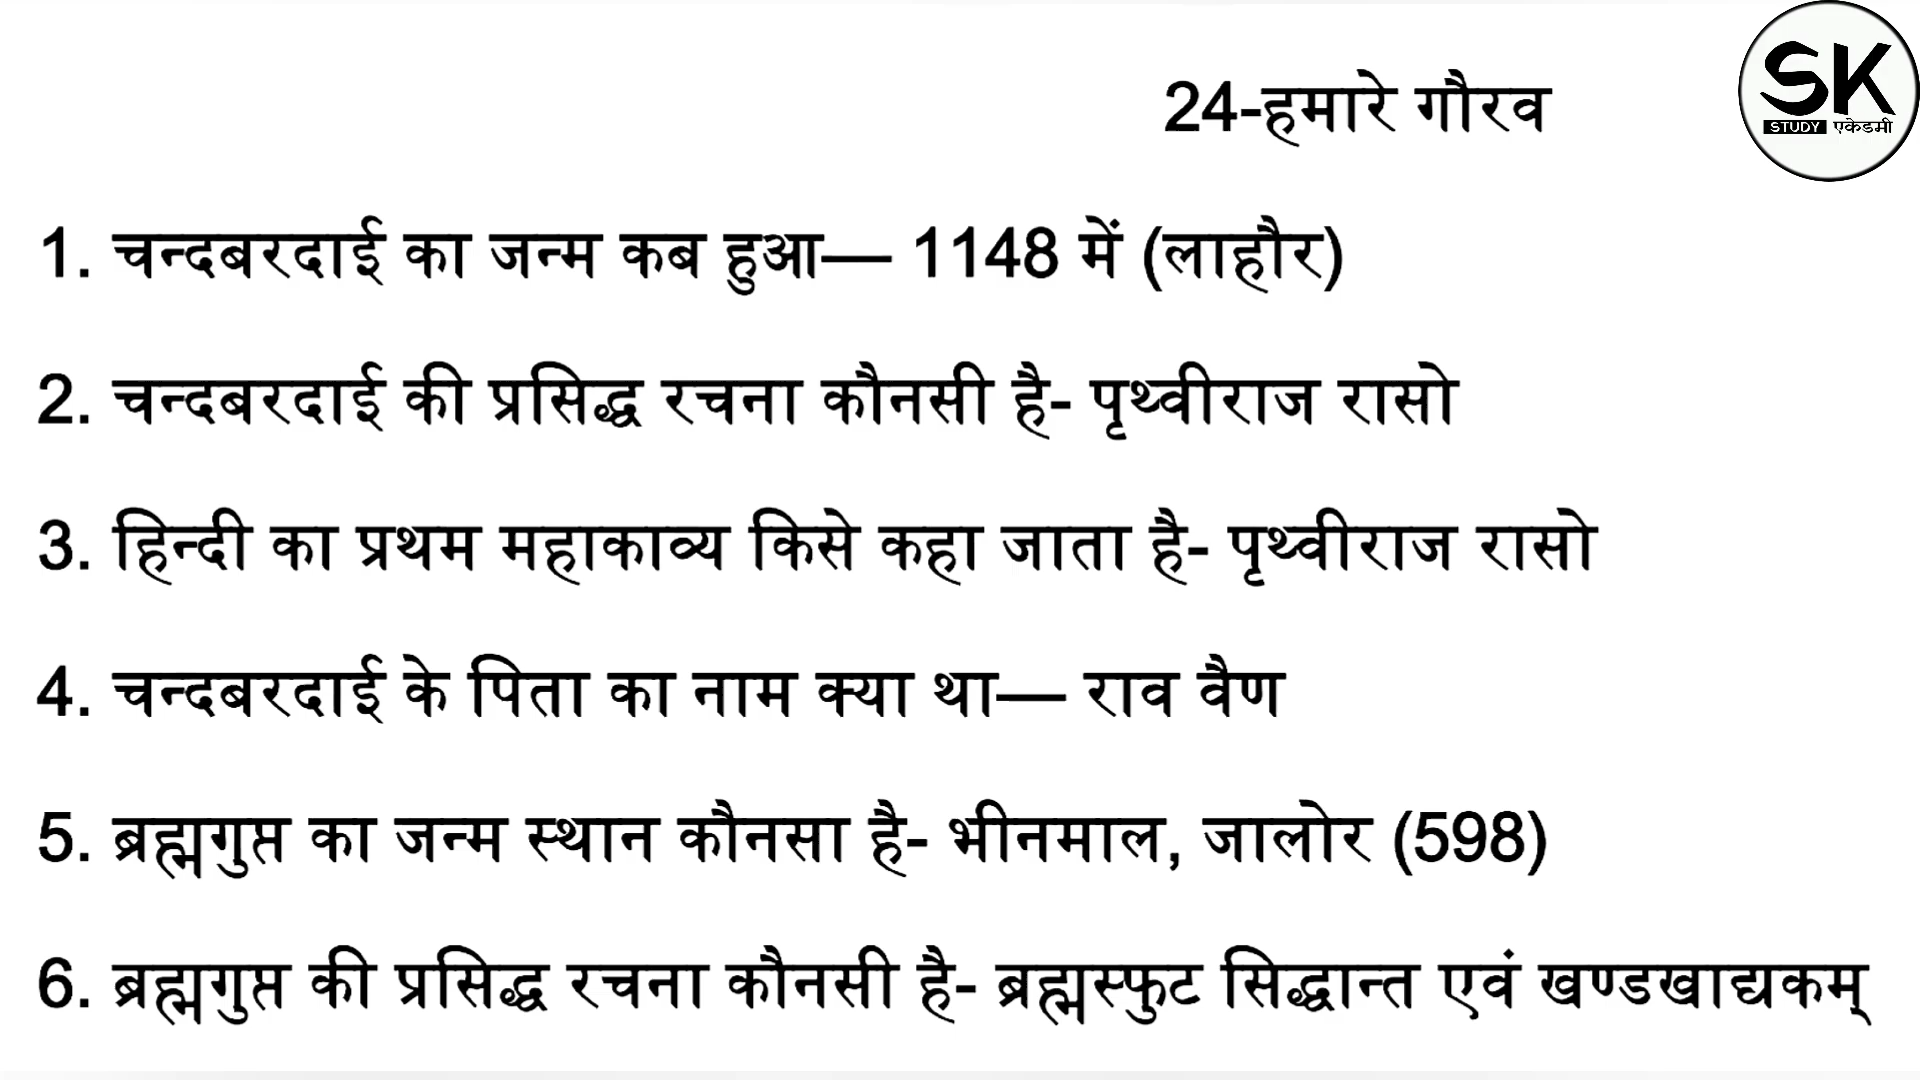 SK
STUDY एकेडमी
24-हमारे गौरव
1. चन्दबरदाई का जन्म कब हुआ— 1148 में (लाहौर)
2. चन्दबरदाई की प्रसिद्ध रचना कौनसी है- पृथ्वीराज रासो
3. हिन्दी का प्रथम महाकाव्य किसे कहा जाता है- पृथ्वीराज रासो
4. चन्दबरदाई के पिता का नाम क्या था— राव वैण
5. ब्रह्मगुप्त का जन्म स्थान कौनसा है- भीनमाल, जालोर (598)
6. ब्रह्मगुप्त की प्रसिद्ध रचना कौनसी है- ब्रह्मस्फुट सिद्धान्त एवं खण्डखाद्यकम्